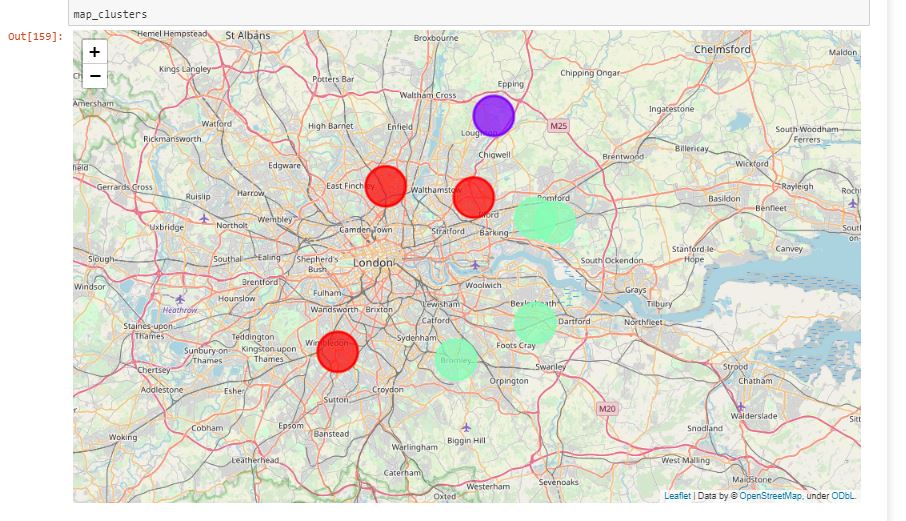 map_clusters
Out[159]:
+
−
Hemel Hempstead
St Albans
Broxbourne
Chelmsford
Maldon
Kings Langley
Potters Bar
Epping
Chipping Ongar
Amersham
Waltham Cross
Ingatestone
Watford
High Barnet
Enfield
M25
Rickmansworth
South-Woodham
Ferrers
Chigwell
Brentwood
Billericay
Wickford
Edgware
Gerrards Cross
Harrow
East Finchley
Walthamstow
Rayleigh
Ruislip
Basildon
Benfleet
Uxbridge
Northolt
Wembley
Camden Town
Stratford
Barking
Slough
Southall
Ealing
Shepherd's
Bush
London
South Ockendon
Stanford-le-
Hope
Canvey
Windsor
Brentford
Woolwich
Grays
Tilbury
Heathrow
Hounslow
Fulham
Wandsworth
Brixton
Lewisham
Bexleyheath
Dartford
Northfleet
Staines-upon-
Thames
Teddington
Catford
Sydenham
Foots Cray
Sunbury-on-
Thames
Kingston-upon
Thames
Wimbledon
Bromley
Swanley
Strood
Chertsey
Orpington
Chatham
Addlestone
Esher
Croydon
Sutton
M20
Walderslade
Cobham
Epsom
Banstead
Biggin Hill
Snodland
Woking
Warlingham
Leatherhead
West Malling
Caterham
Maidstone
Oxted
Westerham
Sevenoaks
Leaflet | Data by © OpenStreetMap, under ODbL.